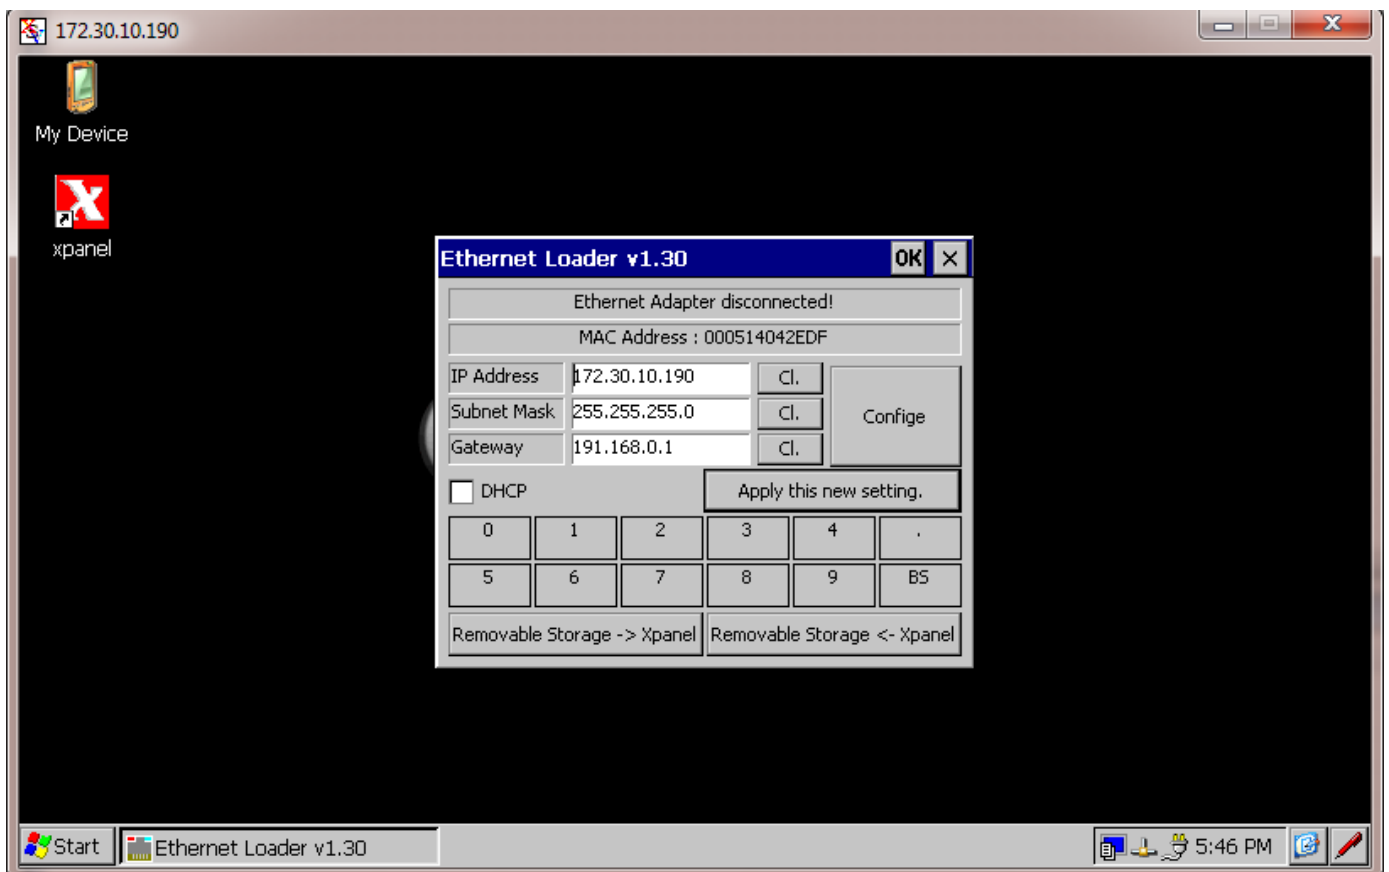 172.30.10.190
My Device
xpanel
Ethernet Loader v1.30 OK
Ethernet Adapter disconnected!
MAC Address : 000514042EDF
IP Address 172.30.10.190 Cl.
Subnet Mask 255.255.255.0 Cl. Confige
Gateway 191.168.0.1 Cl.
DHCP Apply this new setting.
0 1 2 3 4 .
5 6 7 8 9 BS
Removable Storage -> Xpanel Removable Storage <- Xpanel
Start Ethernet Loader v1.30 5:46 PM